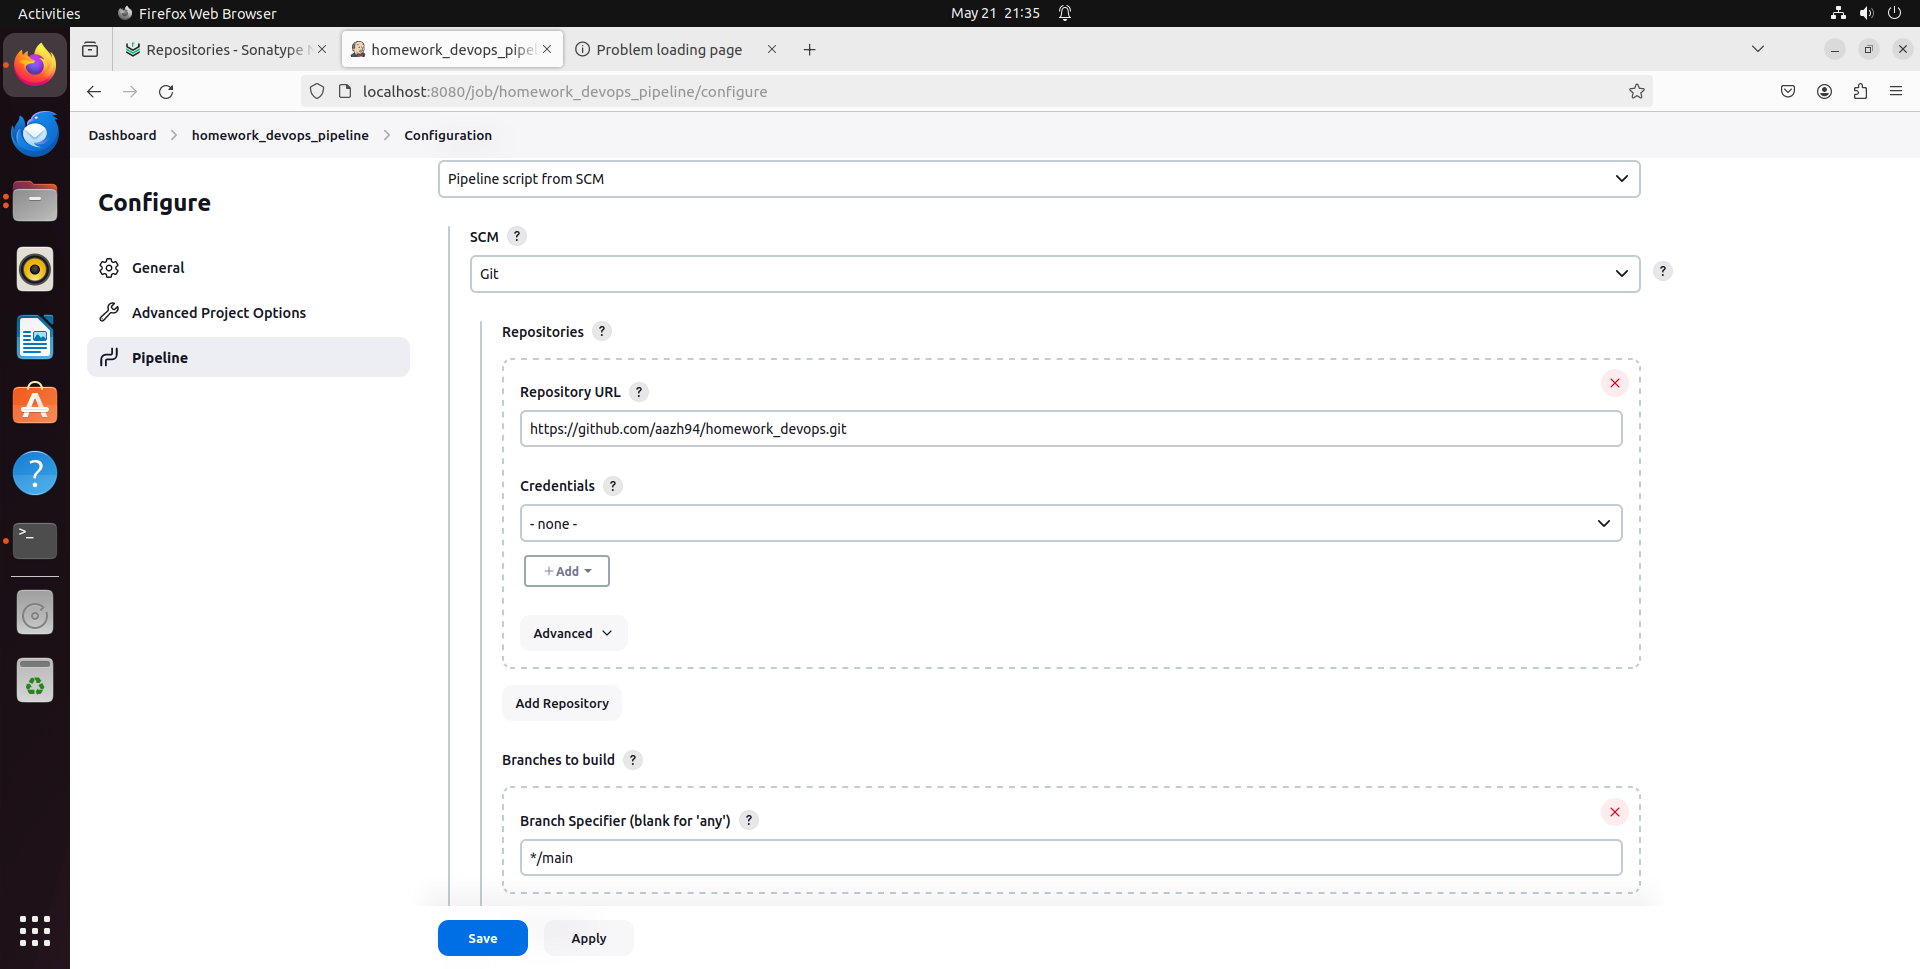 Activities
Firefox Web Browser
May 21 21:35
Repositories - Sonatype
homework_devops_pipel
Problem loading page
localhost:8080/job/homework_devops_pipeline/configure
Dashboard
homework_devops_pipeline
Configuration
Configure
General
Advanced Project Options
Pipeline
Pipeline script from SCM
SCM ?
Git
?
Repositories ?
Repository URL ?
https://github.com/aazh94/homework_devops.git
Credentials ?
- none -
+ Add
Advanced
Add Repository
Branches to build ?
Branch Specifier (blank for 'any') ?
*/main
Save
Apply